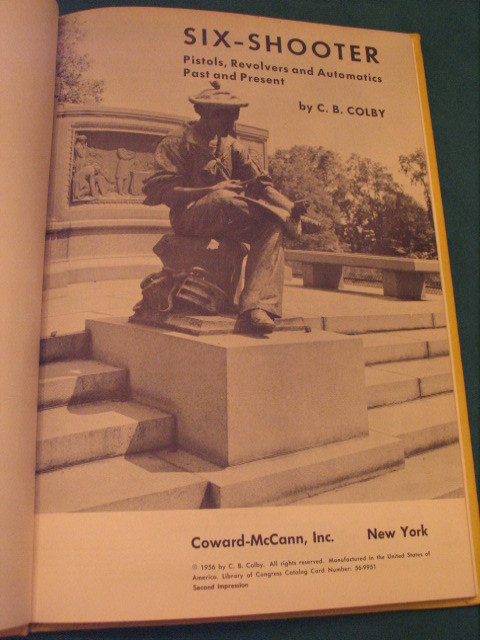 SIX-SHOOTER
Pistols, Revolvers and Automatics
Past and Present
by C. B. COLBY
Coward-McCann, Inc. New York
© 1956 by C. B. Colby. All rights reserved. Manufactured in the United States of
America. Library of Congress Catalog Card Number: 56-9951
Second Impression